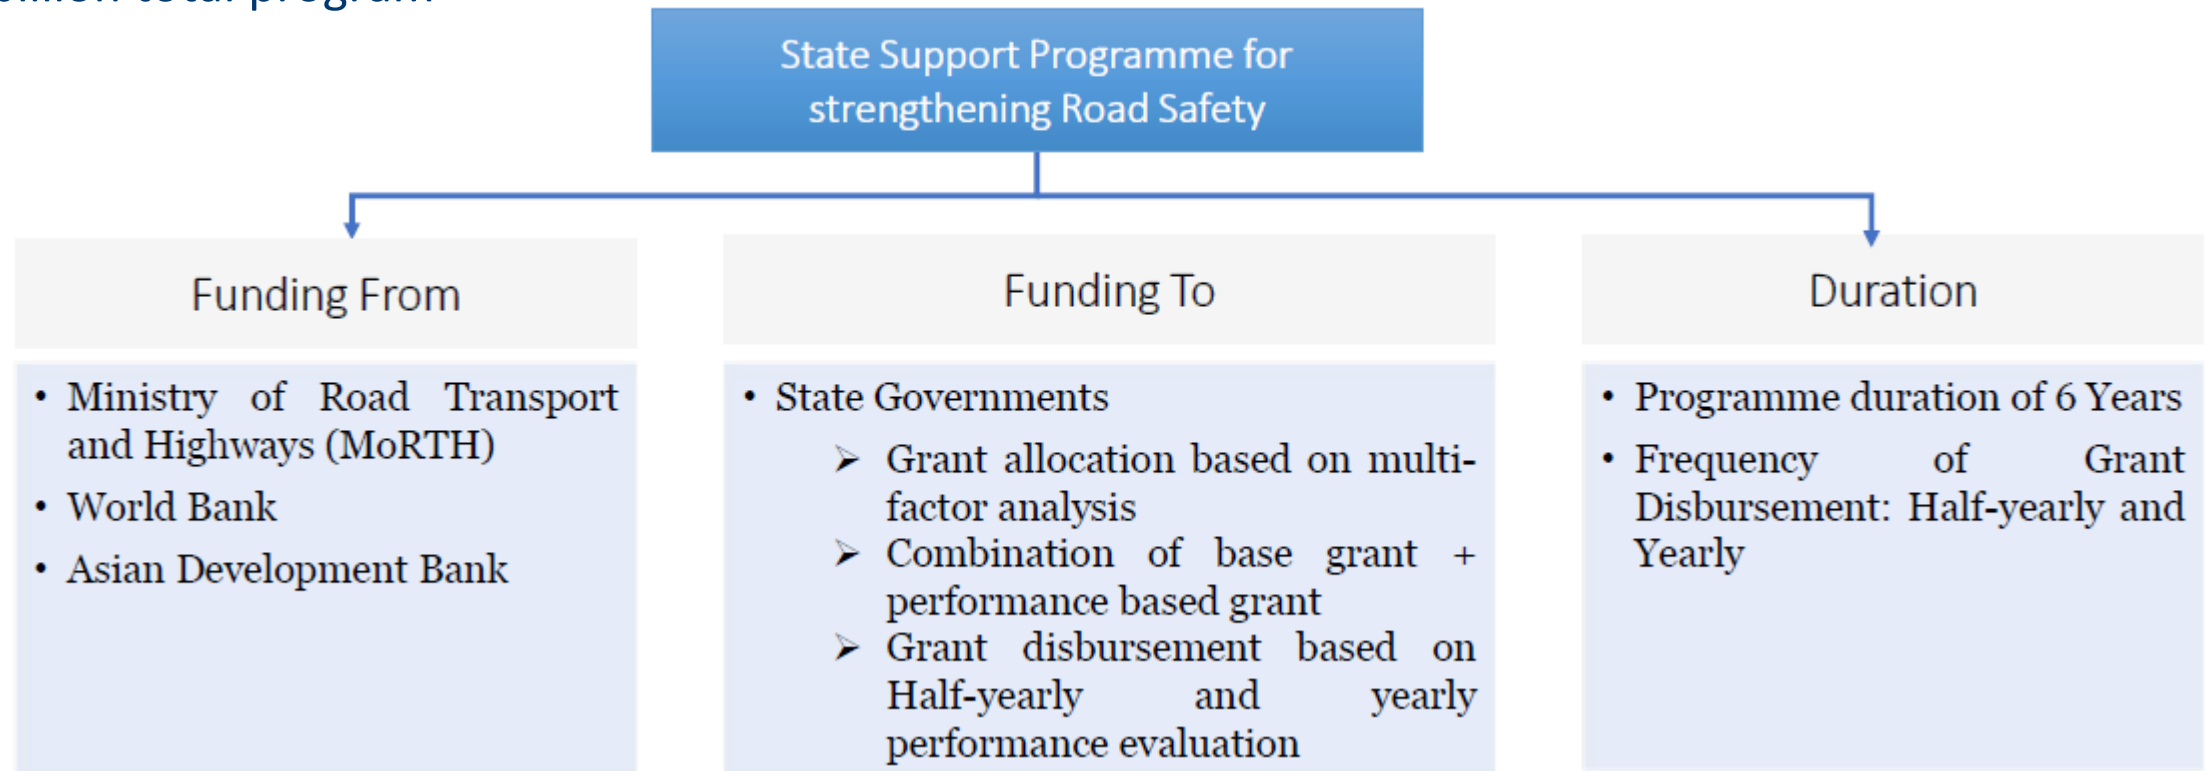 billion total program
State Support Programme for
strengthening Road Safety
Funding From
• Ministry of Road Transport
and Highways (MoRTH)
• World Bank
• Asian Development Bank
Funding To
• State Governments
➢ Grant allocation based on multi-
factor analysis
➢ Combination of base grant +
performance based grant
➢ Grant disbursement based on
Half-yearly and yearly
performance evaluation
Duration
• Programme duration of 6 Years
• Frequency of Grant
Disbursement: Half-yearly and
Yearly